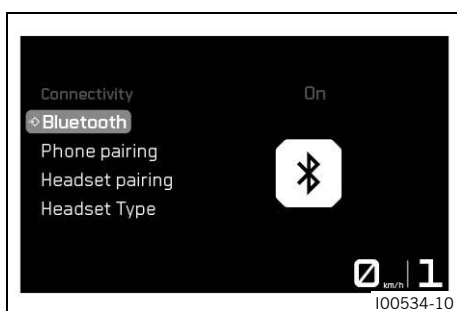 Connectivity On
Bluetooth
Phone pairing
Headset pairing
Headset Type
0 km/h 1
I00534-10